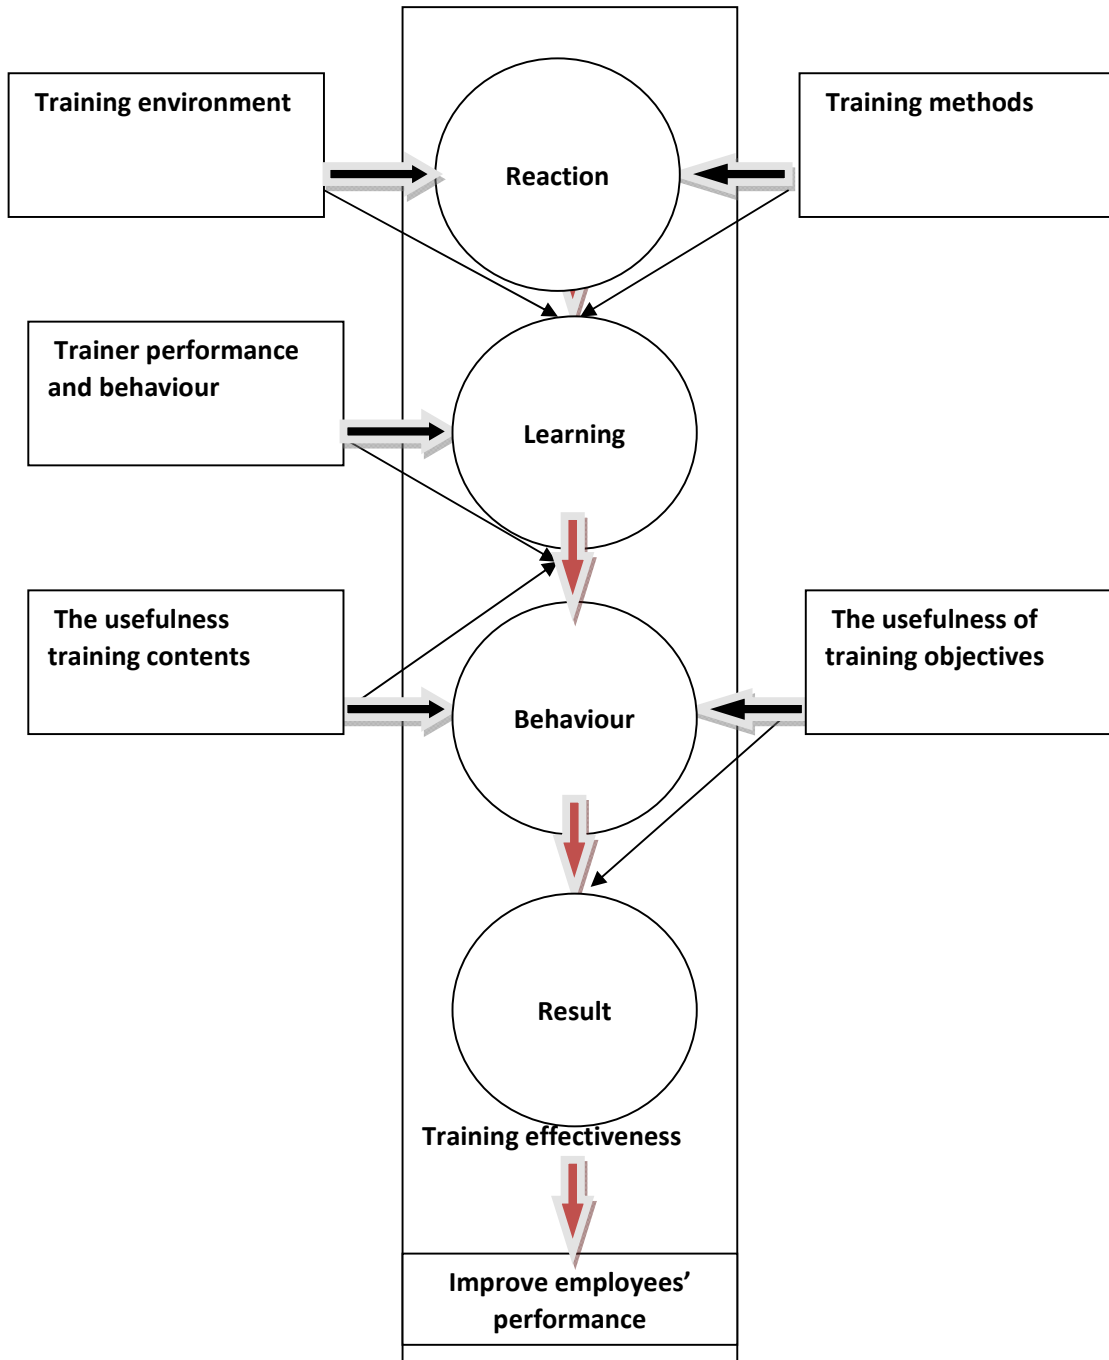 Training environment
Training methods
Reaction
Trainer performance
and behaviour
Learning
The usefulness
training contents
The usefulness of
training objectives
Behaviour
Result
Training effectiveness
Improve employees’
performance